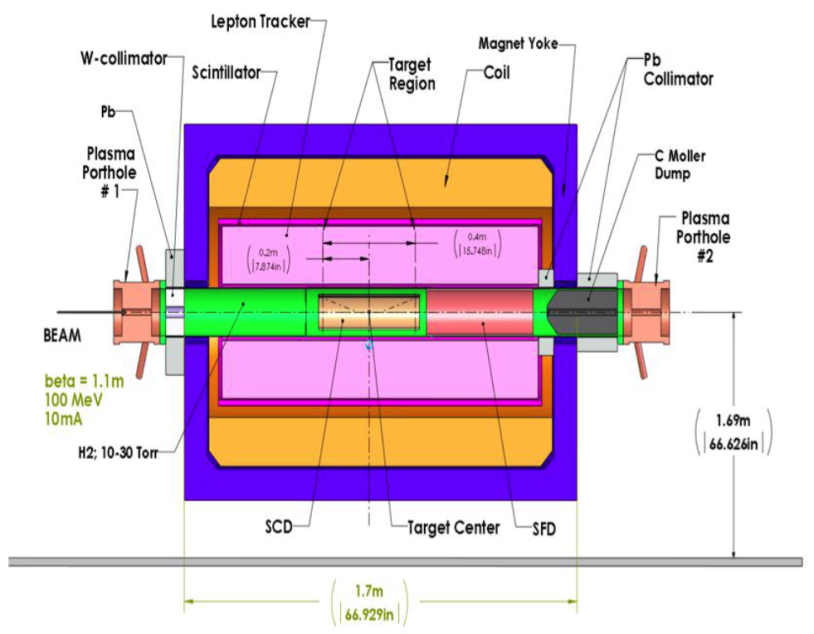 Lepton Tracker
W-collimator
Scintillator
Target
Region
Magnet Yoke
Coil
Pb
Collimator
Pb
Plasma
Porthole
# 1
C Moller
Dump
Plasma
Porthole
#2
0.2m
[7.874in]
0.4m
[15.748in]
BEAM
beta = 1.1m
100 MeV
10mA
H2; 10-30 Torr
1.69m
[66.626in]
SCD
Target Center
SFD
1.7m
[66.929in]